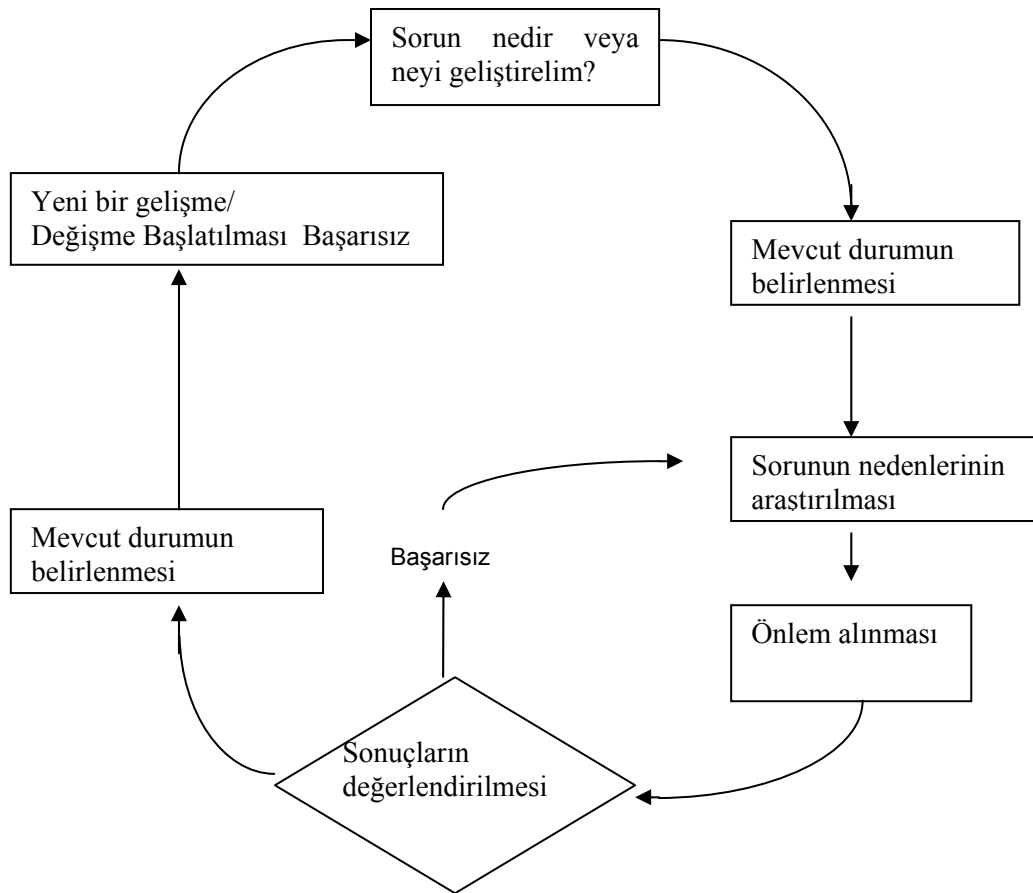 Sorun nedir veya
neyi geliştirelim?
Yeni bir gelişme/
Değişme Başlatılması Başarısız
Mevcut durumun
belirlenmesi
Sorunun nedenlerinin
araştırılması
Mevcut durumun
belirlenmesi
Başarısız
Önlem alınması
Sonuçların
değerlendirilmesi